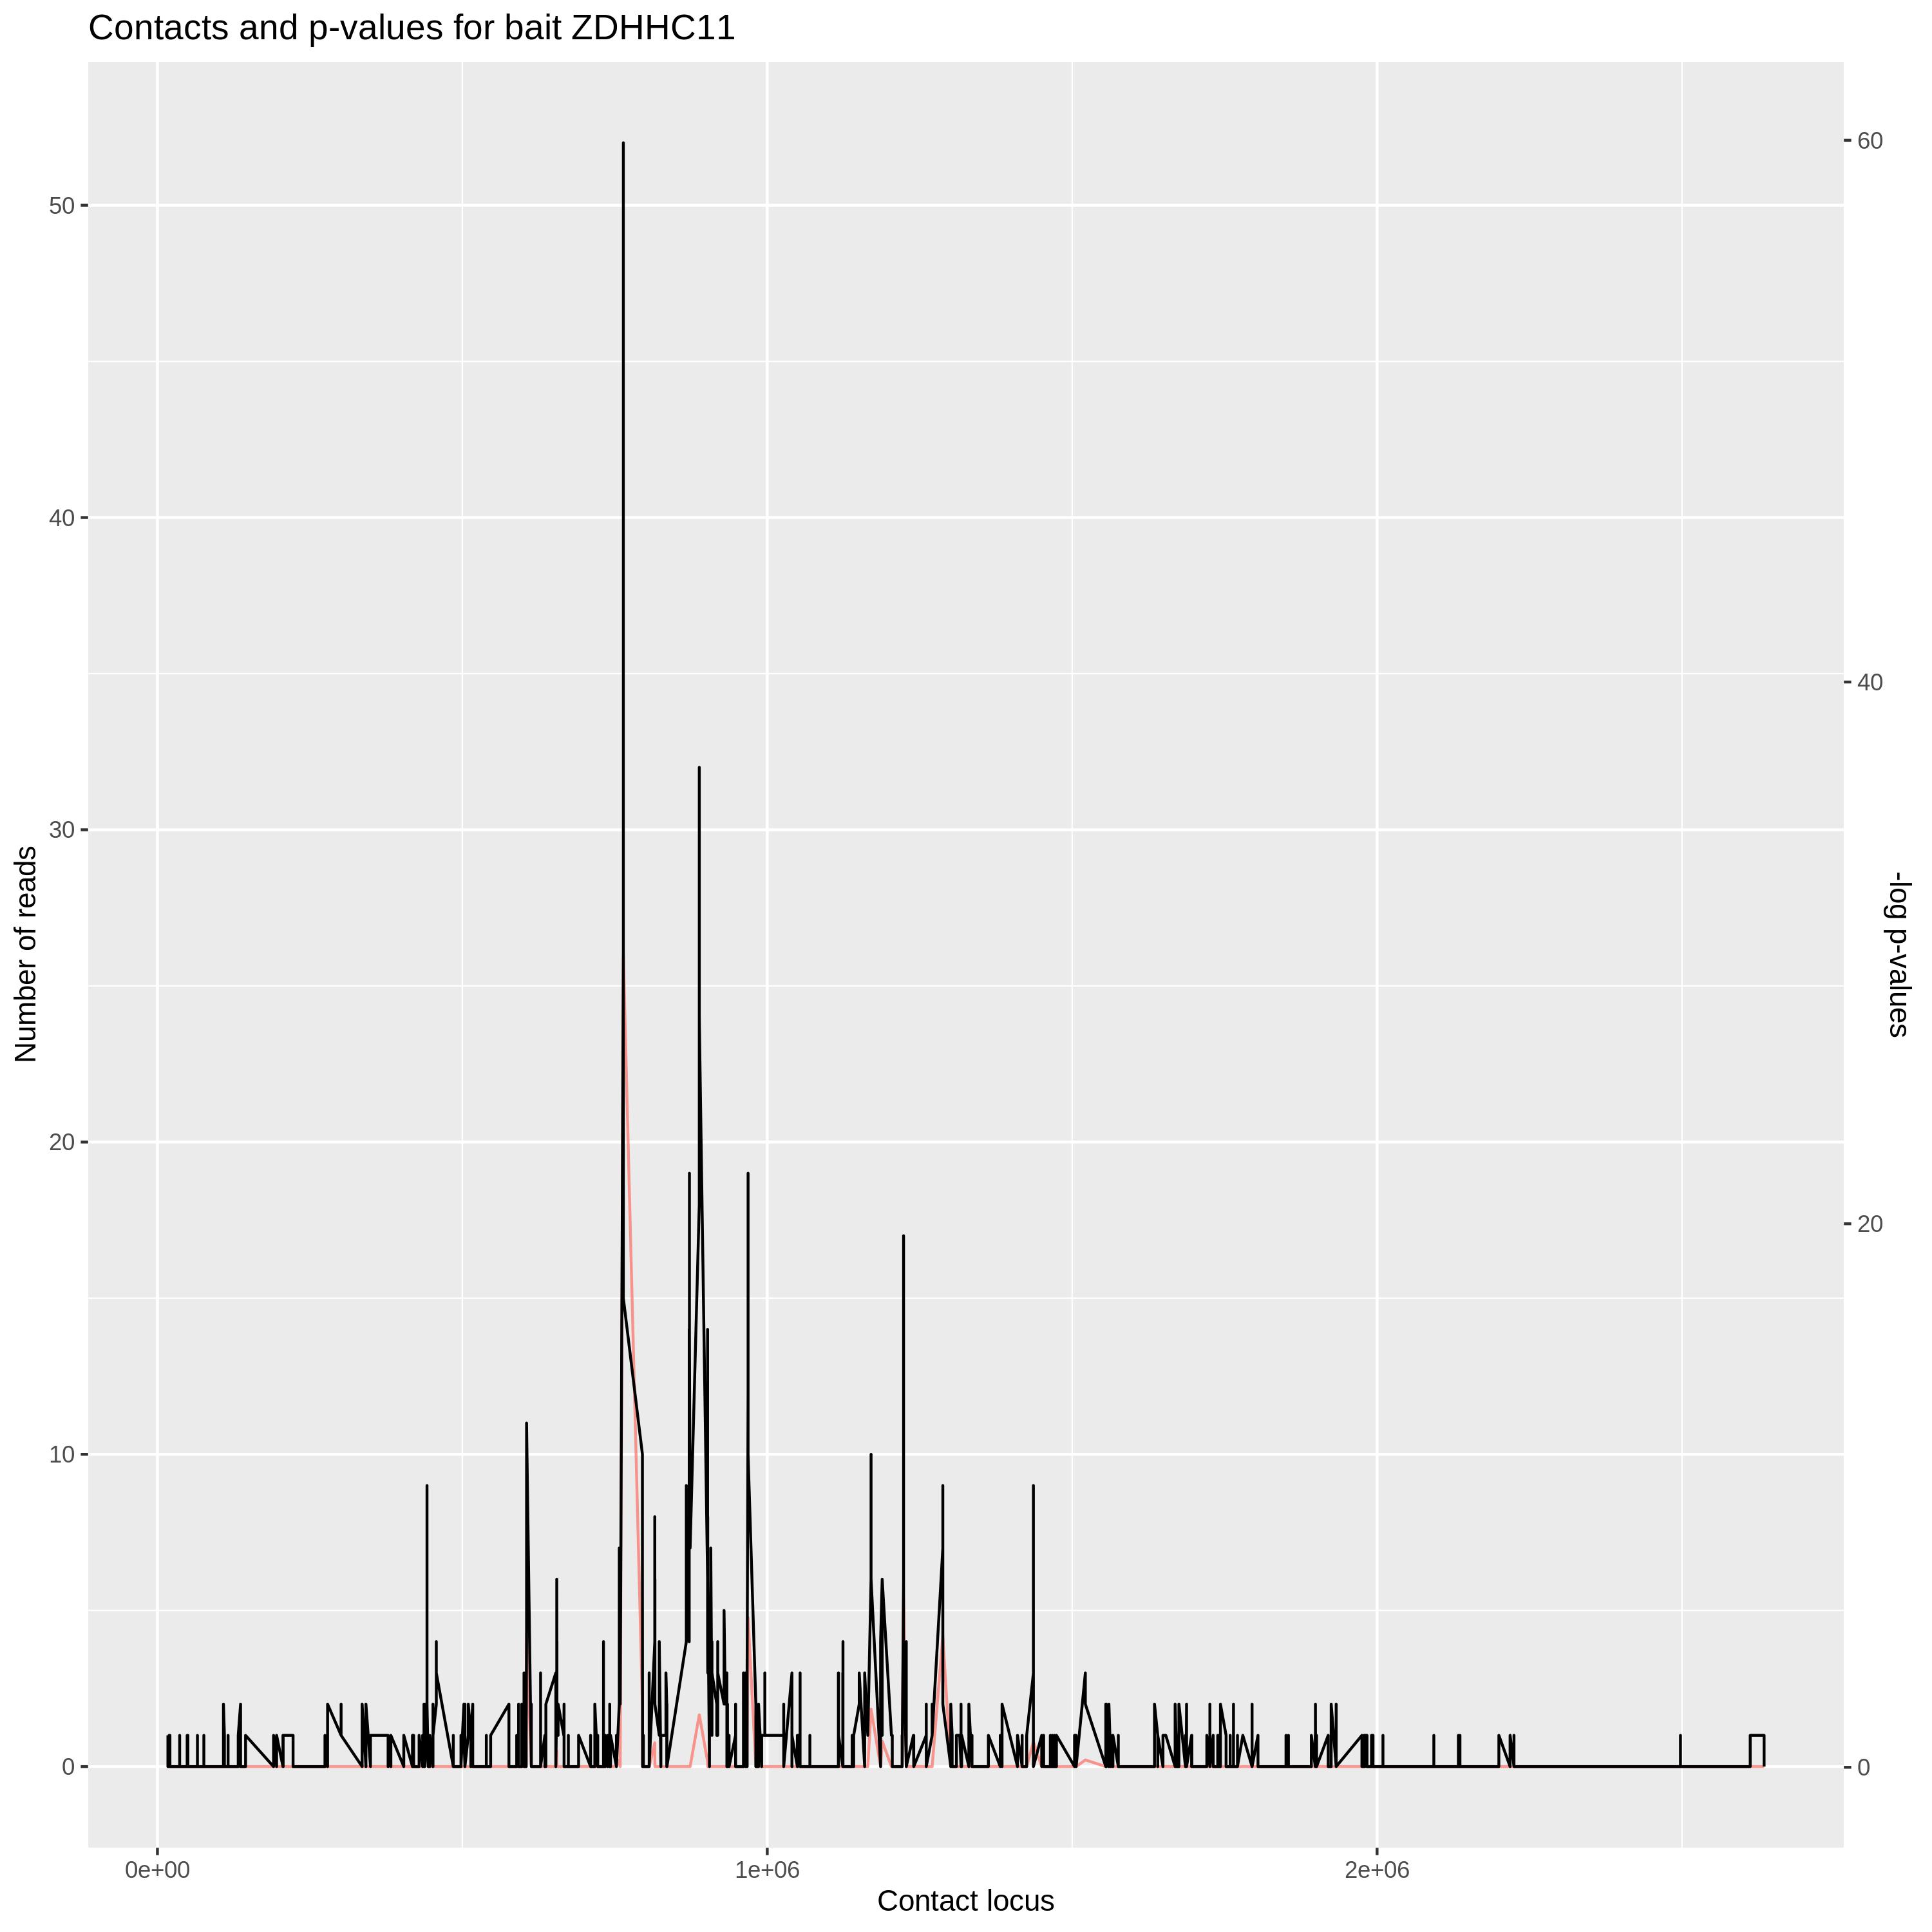 Contacts and p-values for bait ZDHHC11
Number of reads
50
40
30
20
10
0
60
40
20
0
-log p-values
0e+00
1e+06
2e+06
Contact locus